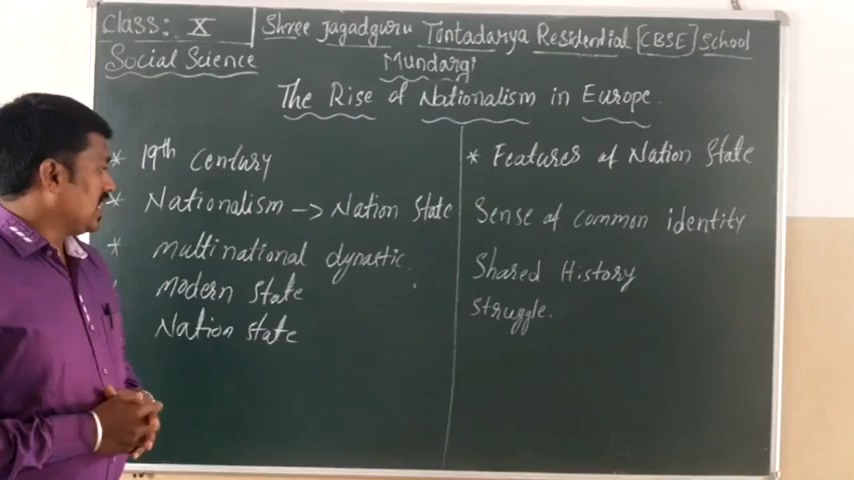 Class: X
Shree Jagadguru Tontadarya Residential [CBSE] School
Social Science
Mundargi
The Rise of Nationalism in Europe.
* 19th Century
* Nationalism -> Nation State
* multinational dynastic.
modern state
Nation state
* Features of Nation State
Sense of common identity
Shared History
Struggle.